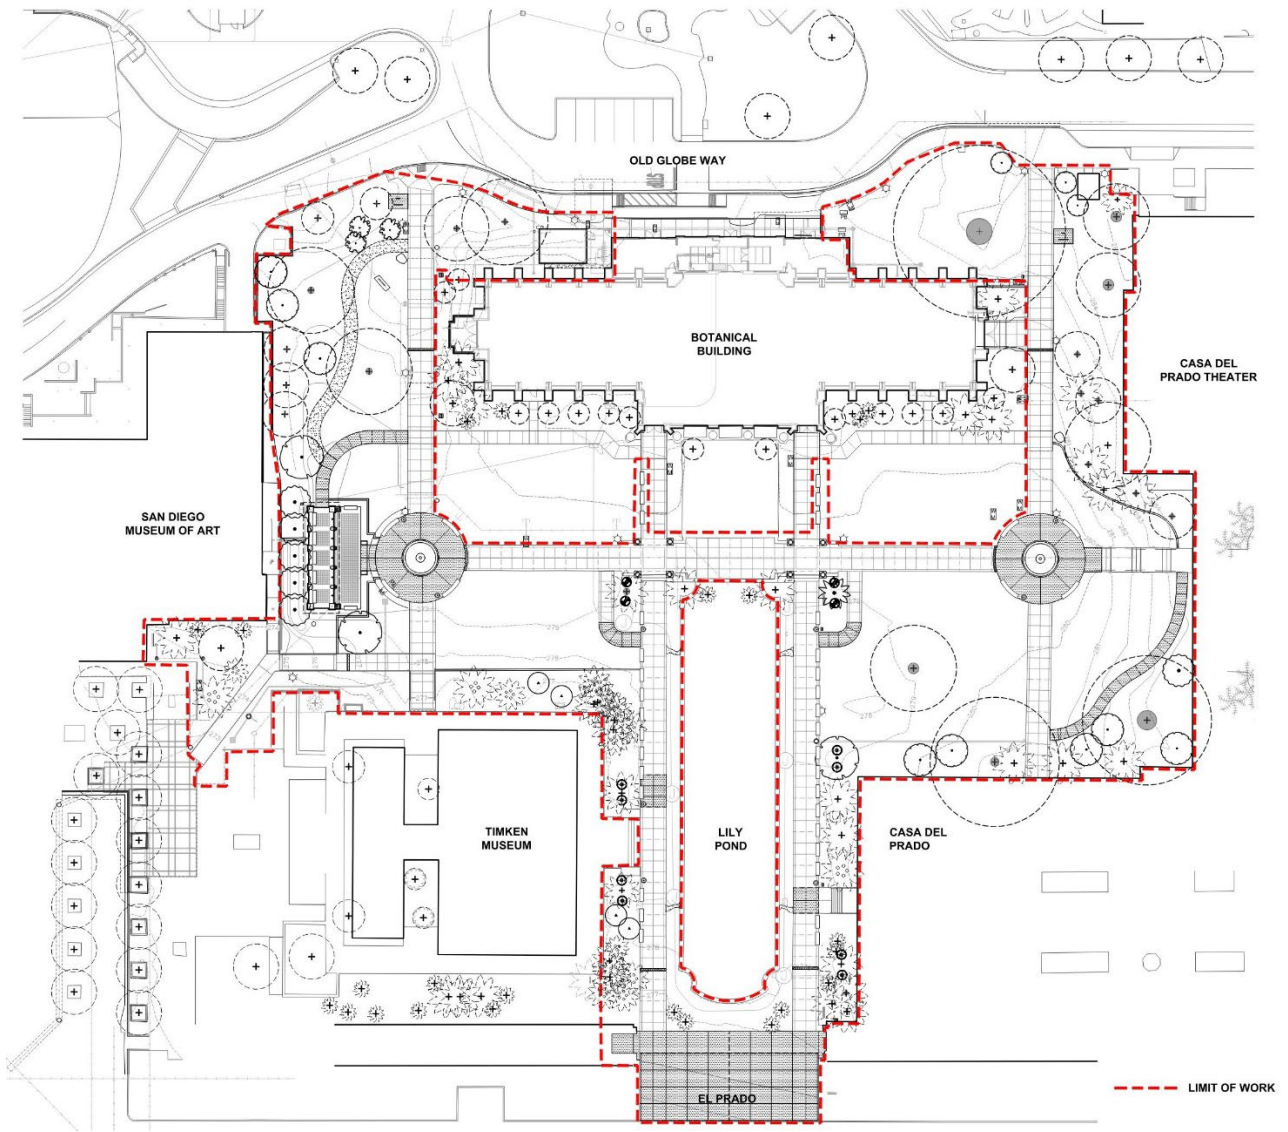 OLD GLOBE WAY
BOTANICAL
BUILDING
CASA DEL
PRADO THEATER
SAN DIEGO
MUSEUM OF ART
TIMKEN
MUSEUM
LILY
POND
CASA DEL
PRADO
LIMIT OF WORK
EL PRADO